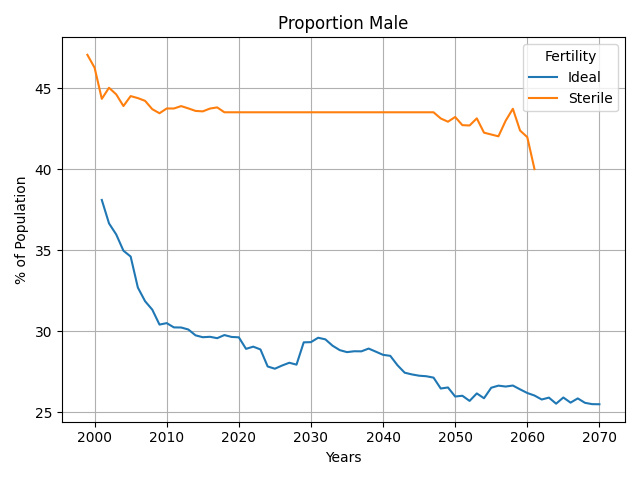 Proportion Male
Fertility
Ideal
Sterile
% of Population
45
40
35
30
25
2000 2010 2020 2030 2040 2050 2060 2070
Years